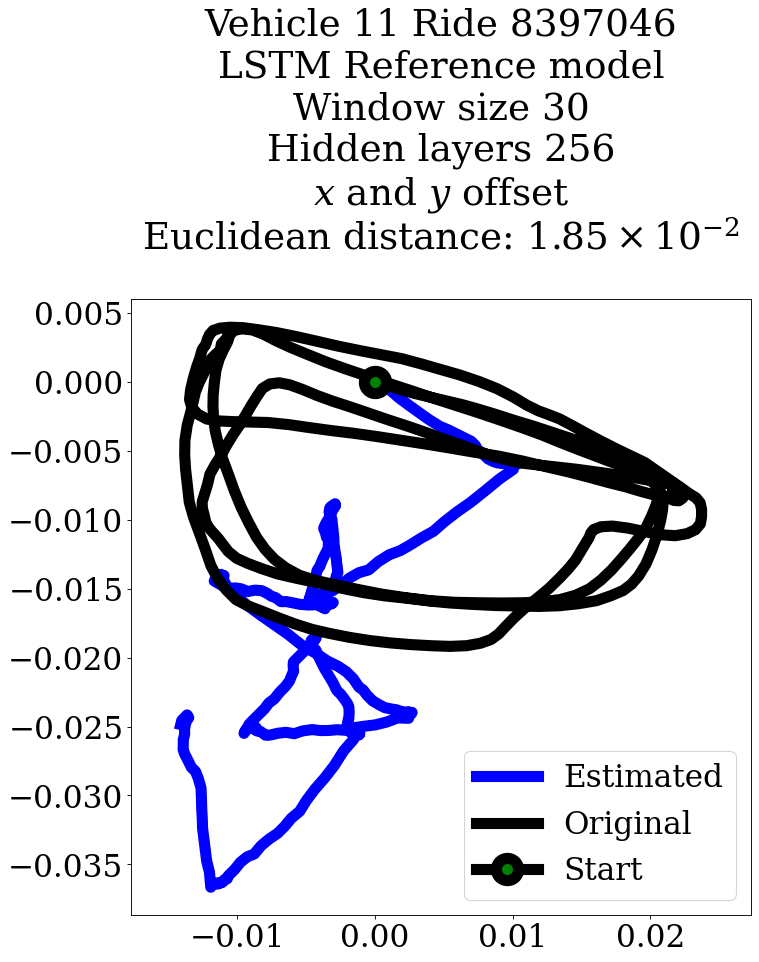 Vehicle 11 Ride 8397046
LSTM Reference model
Window size 30
Hidden layers 256
x and y offset
Euclidean distance: 1.85 × 10⁻²
0.005
0.000
−0.005
−0.010
−0.015
−0.020
−0.025
−0.030
−0.035
Estimated
Original
Start
−0.01 0.00 0.01 0.02